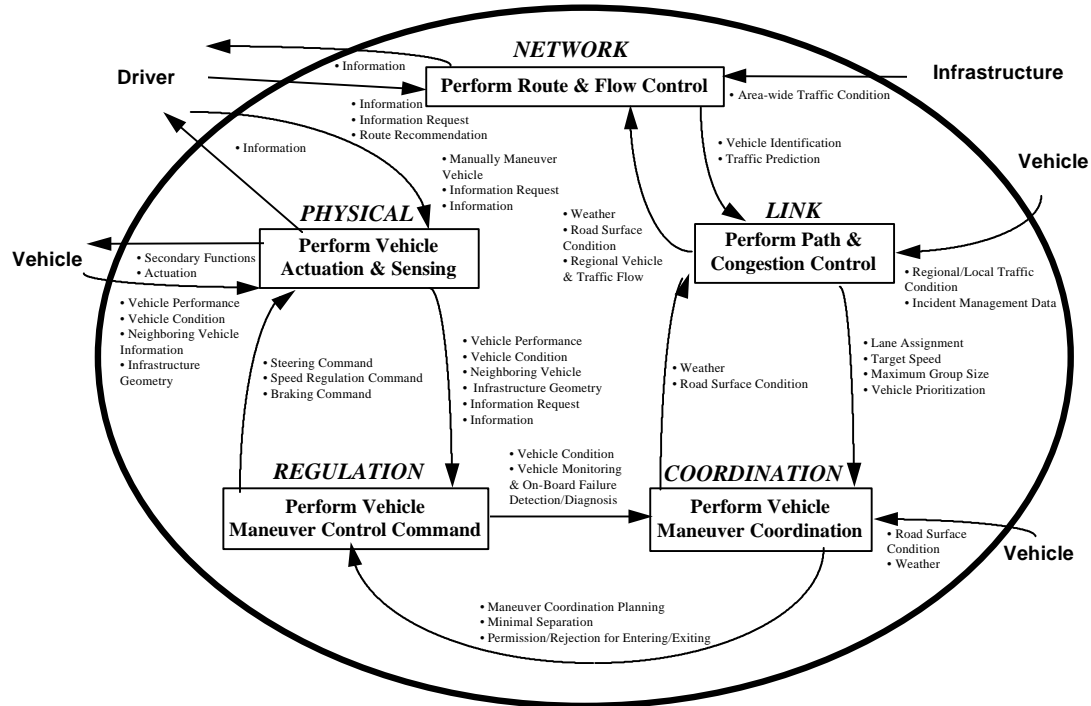 NETWORK
Perform Route & Flow Control
Driver
Infrastructure
• Information
• Information
• Information Request
• Route Recommendation
• Area-wide Traffic Condition
• Vehicle Identification
• Traffic Prediction
Vehicle
• Information
• Manually Maneuver
Vehicle
• Information Request
• Information
PHYSICAL
Perform Vehicle
Actuation & Sensing
• Weather
• Road Surface
Condition
• Regional Vehicle
& Traffic Flow
LINK
Perform Path &
Congestion Control
Vehicle
• Secondary Functions
• Actuation
• Vehicle Performance
• Vehicle Condition
• Neighboring Vehicle
Information
• Infrastructure
Geometry
• Regional/Local Traffic
Condition
• Incident Management Data
• Steering Command
• Speed Regulation Command
• Braking Command
• Vehicle Performance
• Vehicle Condition
• Neighboring Vehicle
• Infrastructure Geometry
• Information Request
• Information
• Weather
• Road Surface Condition
• Lane Assignment
• Target Speed
• Maximum Group Size
• Vehicle Prioritization
REGULATION
Perform Vehicle
Maneuver Control Command
• Vehicle Condition
• Vehicle Monitoring
& On-Board Failure
Detection/Diagnosis
COORDINATION
Perform Vehicle
Maneuver Coordination
• Road Surface
Condition
• Weather
Vehicle
• Maneuver Coordination Planning
• Minimal Separation
• Permission/Rejection for Entering/Exiting